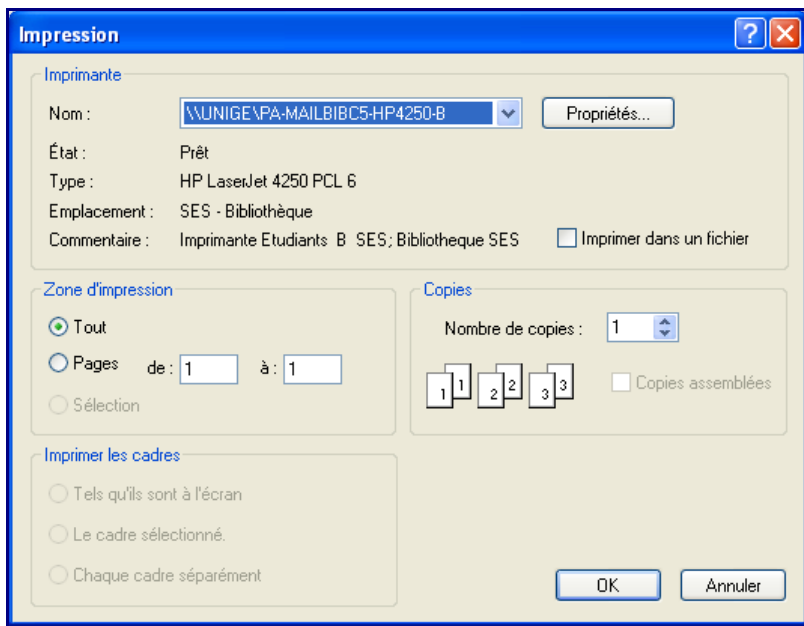 Impression
Imprimante
Nom : \\UNIGE\PA-MAILBIBC5-HP4250-B Propriétés...
État : Prêt
Type : HP LaserJet 4250 PCL 6
Emplacement : SES - Bibliothèque
Commentaire : Imprimante Etudiants B SES; Bibliotheque SES Imprimer dans un fichier
Zone d'impression
Tout
Pages de : 1 à : 1
Sélection
Copies
Nombre de copies : 1
1 1 2 2 3 3 Copies assemblées
Imprimer les cadres
Tels qu'ils sont à l'écran
Le cadre sélectionné.
Chaque cadre séparément
OK Annuler